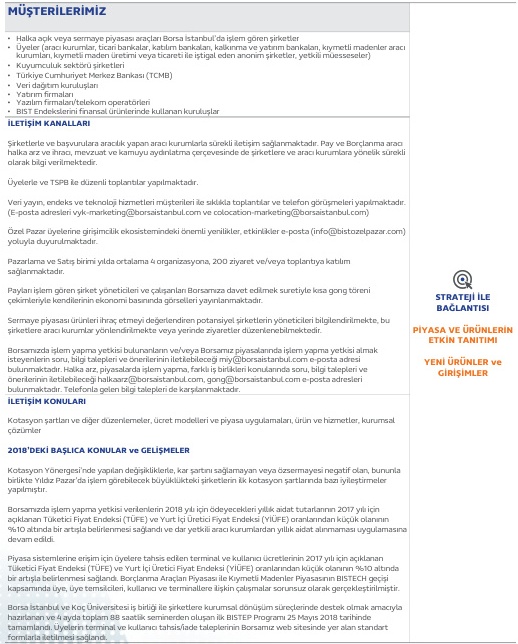 MÜŞTERİLERİMİZ
• Halka açık veya sermaye piyasası araçları Borsa İstanbul'da işlem gören şirketler
• Üyeler (aracı kurumlar, ticari bankalar, katılım bankaları, kalkınma ve yatırım bankaları, kıymetli madenler aracı
kurumları, kıymetli maden üretimi veya ticareti ile iştigal eden anonim şirketler, yetkili müesseseler)
• Kuyumculuk sektörü şirketleri
• Türkiye Cumhuriyet Merkez Bankası (TCMB)
• Veri dağıtım kuruluşları
• Yatırım firmaları
• Yazılım firmaları/telekom operatörleri
• BIST Endekslerini finansal ürünlerinde kullanan kuruluşlar
İLETİŞİM KANALLARI
Şirketlerle ve başvurulara aracılık yapan aracı kurumlarla sürekli iletişim sağlanmaktadır. Pay ve Borçlanma aracı
halka arz ve ihracı, mevzuat ve kamuyu aydınlatma çerçevesinde de şirketlere ve aracı kurumlara yönelik sürekli
olarak bilgi verilmektedir.
Üyelerle ve TSPB ile düzenli toplantılar yapılmaktadır.
Veri yayın, endeks ve teknoloji hizmetleri müşterileri ile sıklıkla toplantılar ve telefon görüşmeleri yapılmaktadır.
(E-posta adresleri vyk-marketing@borsaistanbul.com ve colocation-marketing@borsaistanbul.com)
Özel Pazar üyelerine girişimcilik ekosistemindeki önemli yenilikler, etkinlikler e-posta (info@bistozelpazar.com)
yoluyla duyurulmaktadır.
Pazarlama ve Satış birimi yılda ortalama 4 organizasyona, 200 ziyaret ve/veya toplantıya katılım
sağlanmaktadır.
Payları işlem gören şirket yöneticileri ve çalışanları Borsamıza davet edilmek suretiyle kısa gong töreni
çekimleriyle kendilerinin ekonomi basınında görselleri yayınlanmaktadır.
Sermaye piyasası ürünleri ihraç etmeyi değerlendiren potansiyel şirketlerin yöneticileri bilgilendirilmekte, bu
şirketlere aracı kurumlar yönlendirilmekte veya yerinde ziyaretler düzenlenebilmektedir.
Borsamızda işlem yapma yetkisi bulunanların ve/veya Borsamız piyasalarında işlem yapma yetkisi almak
isteyenlerin soru, bilgi talepleri ve önerilerinin iletilebileceği miy@borsaistanbul.com e-posta adresi
bulunmaktadır. Halka arz, piyasalarda işlem yapma, farklı iş birlikleri konularında soru, bilgi talepleri ve
önerilerinin iletilebileceği halkaarz@borsaistanbul.com, gong@borsaistanbul.com e-posta adresleri
bulunmaktadır. Telefonla gelen bilgi talepleri de karşılanmaktadır.
İLETİŞİM KONULARI
Kotasyon şartları ve diğer düzenlemeler, ücret modelleri ve piyasa uygulamaları, ürün ve hizmetler, kurumsal
çözümler
2018'DEKİ BAŞLICA KONULAR ve GELİŞMELER
Kotasyon Yönergesi'nde yapılan değişikliklerle, kar şartını sağlamayan veya özsermayesi negatif olan, bununla
birlikte Yıldız Pazar'da işlem görebilecek büyüklükteki şirketlerin ilk kotasyon şartlarında bazı iyileştirmeler
yapılmıştır.
Borsamızda işlem yapma yetkisi verilenlerin 2018 yılı için ödeyecekleri yıllık aidat tutarlarının 2017 yılı için
açıklanan Tüketici Fiyat Endeksi (TÜFE) ve Yurt İçi Üretici Fiyat Endeksi (YİÜFE) oranlarından küçük olanının
%10 altında bir artışla belirlenmesi sağlandı ve dar yetkili aracı kurumlardan yıllık aidat alınmaması uygulamasına
devam edildi.
Piyasa sistemlerine erişim için üyelere tahsis edilen terminal ve kullanıcı ücretlerinin 2017 yılı için açıklanan
Tüketici Fiyat Endeksi (TÜFE) ve Yurt İçi Üretici Fiyat Endeksi (YİÜFE) oranlarından küçük olanının %10 altında
bir artışla belirlenmesi sağlandı. Borçlanma Araçları Piyasası ile Kıymetli Madenler Piyasasının BISTECH geçişi
kapsamında üye, üye temsilcileri, kullanıcı ve terminallere ilişkin çalışmalar sorunsuz olarak gerçekleştirilmiştir.
Borsa İstanbul ve Koç Üniversitesi iş birliği ile şirketlere kurumsal dönüşüm süreçlerinde destek olmak amacıyla
hazırlanan ve 4 ayda toplam 88 saatlik seminerden oluşan ilk BISTEP Programı 25 Mayıs 2018 tarihinde
tamamlandı. Üyelerin terminal ve kullanıcı tahsis/iade taleplerinin Borsamız web sitesinde yer alan standart
formlarla iletilmesi sağlandı.
STRATEJİ İLE
BAĞLANTISI
PİYASA VE ÜRÜNLERİN
ETKİN TANITIMI
YENİ ÜRÜNLER ve
GİRİŞİMLER